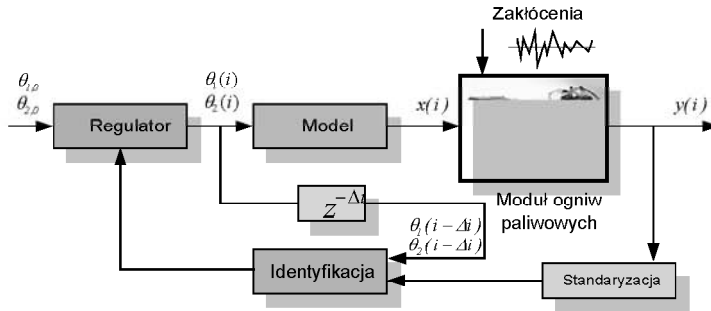 Zakłócenia
θ1,0
θ2,0
Regulator
θ1(i)
θ2(i)
Model
x(i)
y(i)
Moduł ogniw
paliwowych
Z^−Δi
θ1(i−Δi)
θ2(i−Δi)
Identyfikacja
Standaryzacja